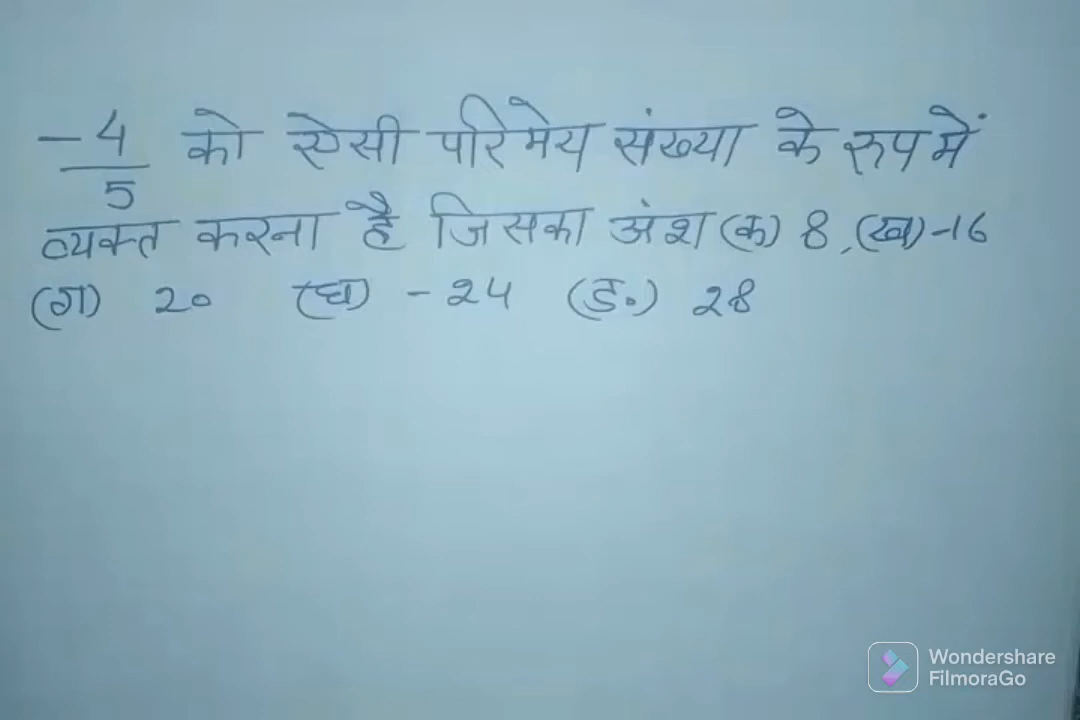 -4/5 को ऐसी परिमेय संख्या के रुप में
व्यक्त करना है जिसका अंश (क) 8, (ख) -16
(ग) 20 (घ) - 24 (ड.) 28
Wondershare
FilmoraGo